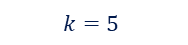 k = 5